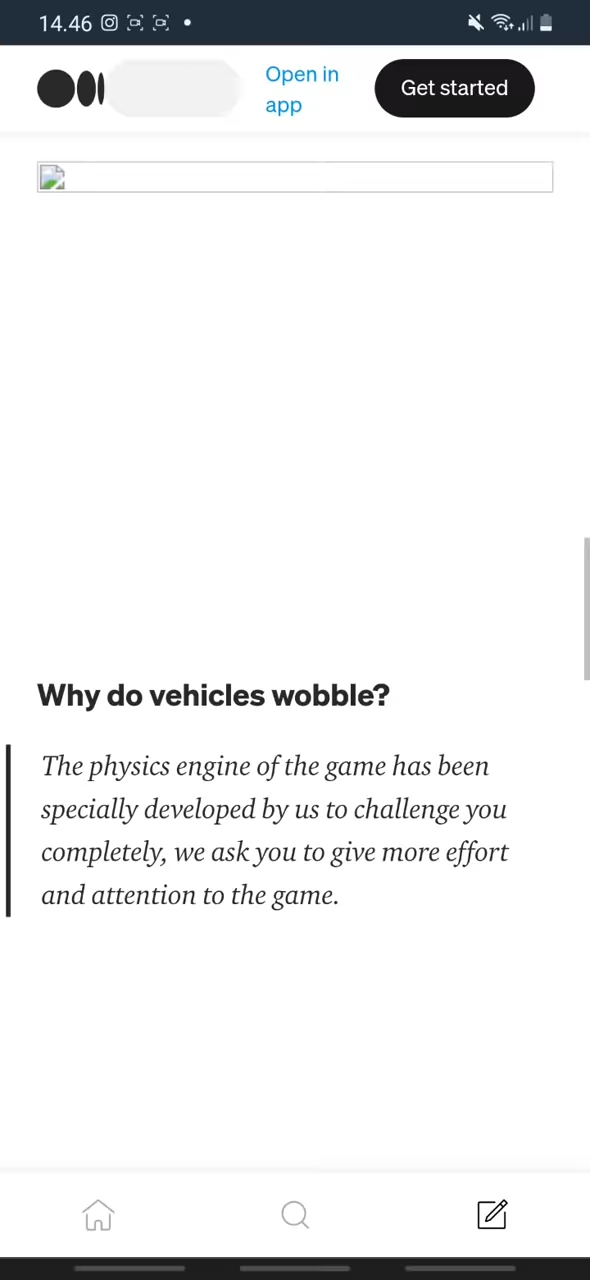 14.46
Open in
app
Get started
Why do vehicles wobble?
The physics engine of the game has been
specially developed by us to challenge you
completely, we ask you to give more effort
and attention to the game.